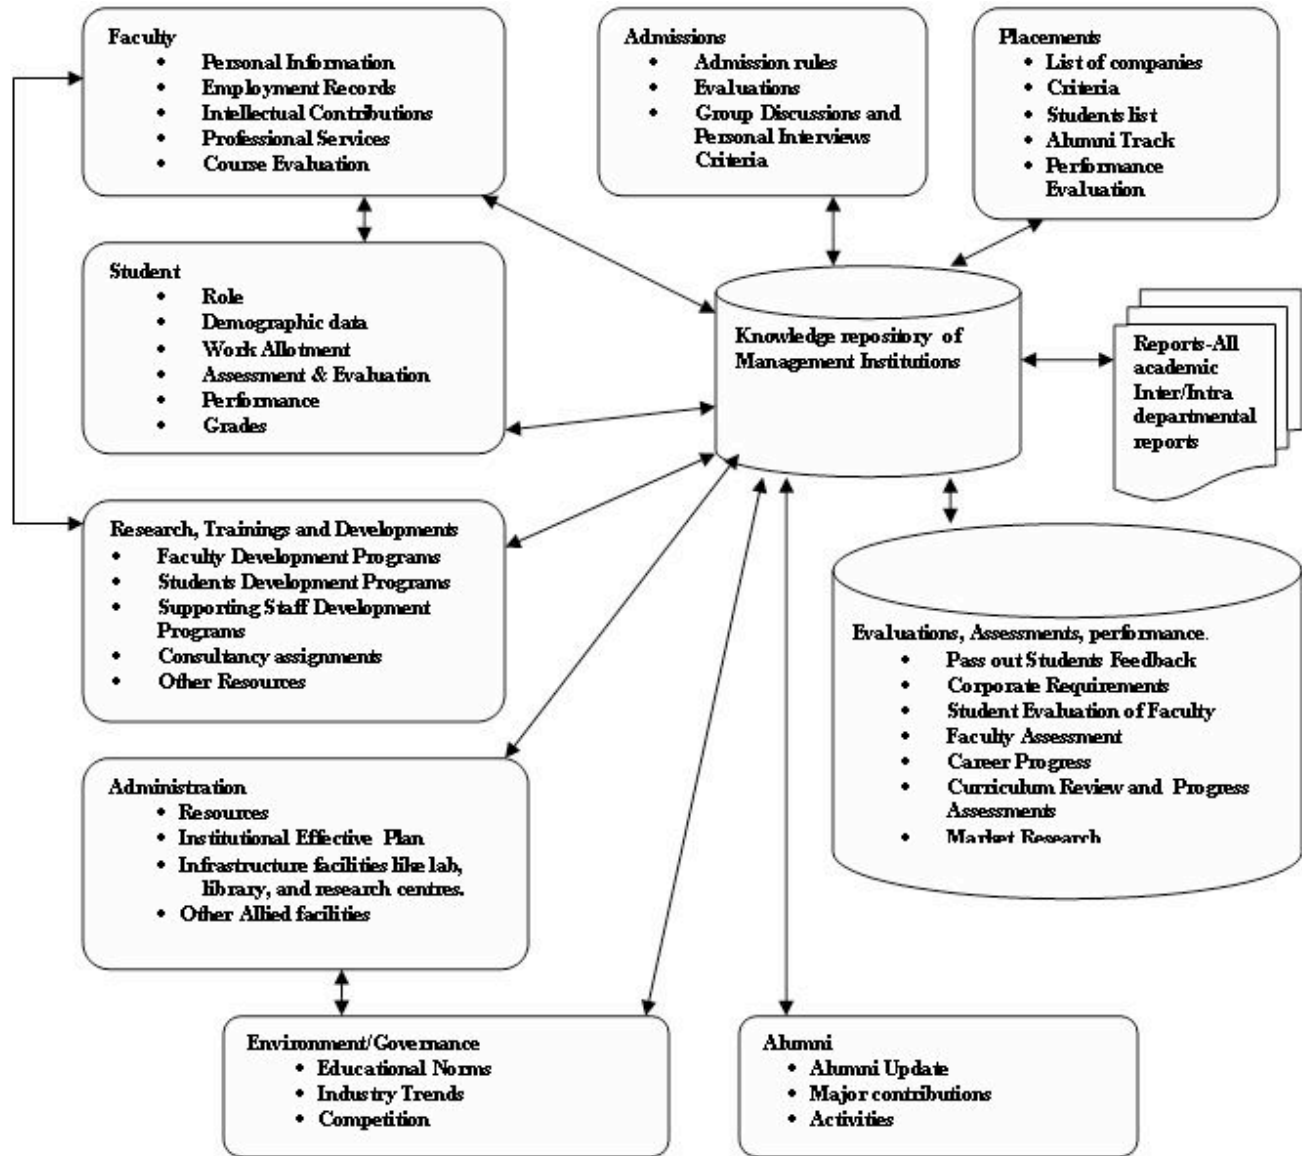 Faculty
• Personal Information
• Employment Records
• Intellectual Contributions
• Professional Services
• Course Evaluation
Admissions
• Admission rules
• Evaluations
• Group Discussions and
Personal Interviews
Criteria
Placements
• List of companies
• Criteria
• Students list
• Alumni Track
• Performance
Evaluation
Student
• Role
• Demographic data
• Work Allotment
• Assessment & Evaluation
• Performance
• Grades
Knowledge repository of
Management Institutions
Reports-All
academic
Inter/Intra
departmental
reports
Research, Trainings and Developments
• Faculty Development Programs
• Students Development Programs
• Supporting Staff Development
Programs
• Consultancy assignments
• Other Resources
Evaluations, Assessments, performance.
• Pass out Students Feedback
• Corporate Requirements
• Student Evaluation of Faculty
• Faculty Assessment
• Career Progress
• Curriculum Review and Progress
Assessments
• Market Research
Administration
• Resources
• Institutional Effective Plan
• Infrastructure facilities like lab,
library, and research centres.
• Other Allied facilities
Environment/Governance
• Educational Norms
• Industry Trends
• Competition
Alumni
• Alumni Update
• Major contributions
• Activities